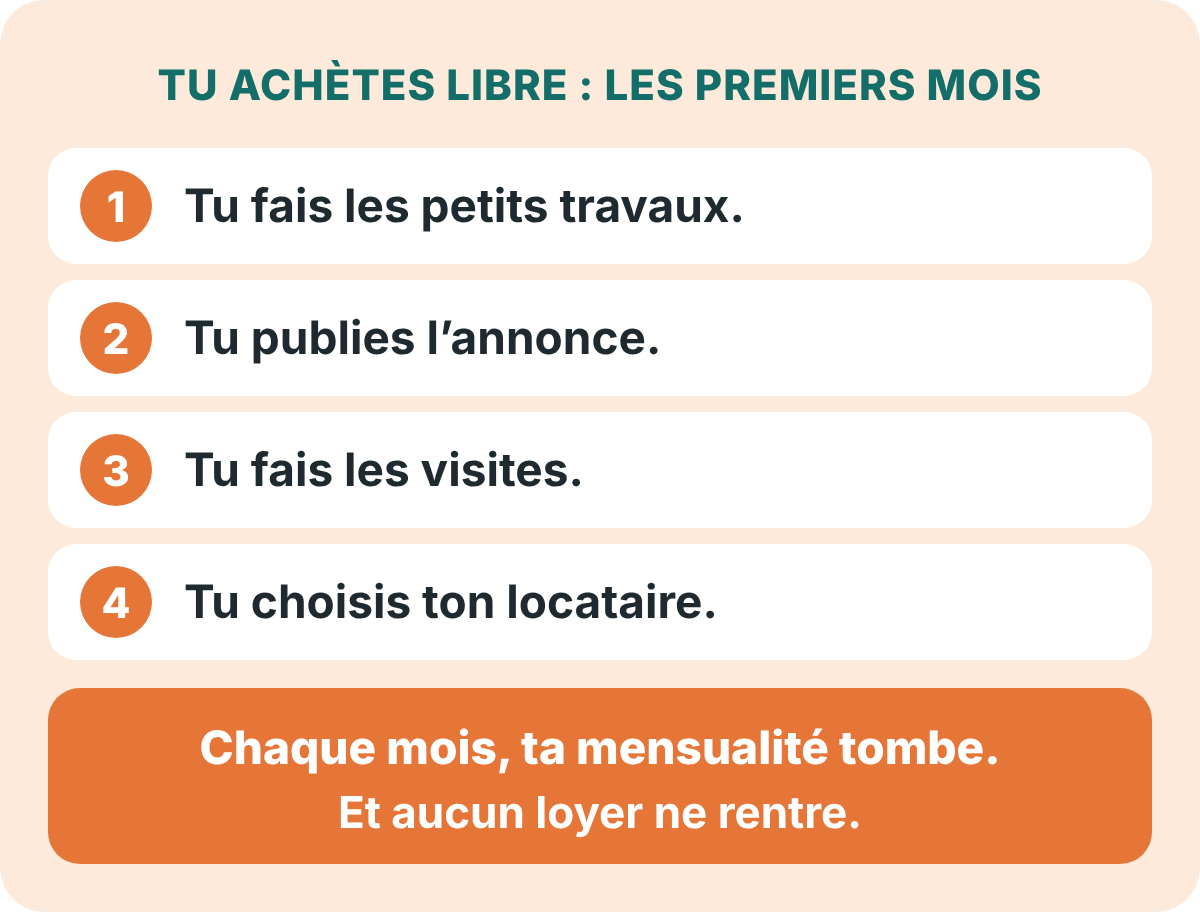 TU ACHÈTES LIBRE : LES PREMIERS MOIS
1 Tu fais les petits travaux.
2 Tu publies l’annonce.
3 Tu fais les visites.
4 Tu choisis ton locataire.
Chaque mois, ta mensualité tombe.
Et aucun loyer ne rentre.